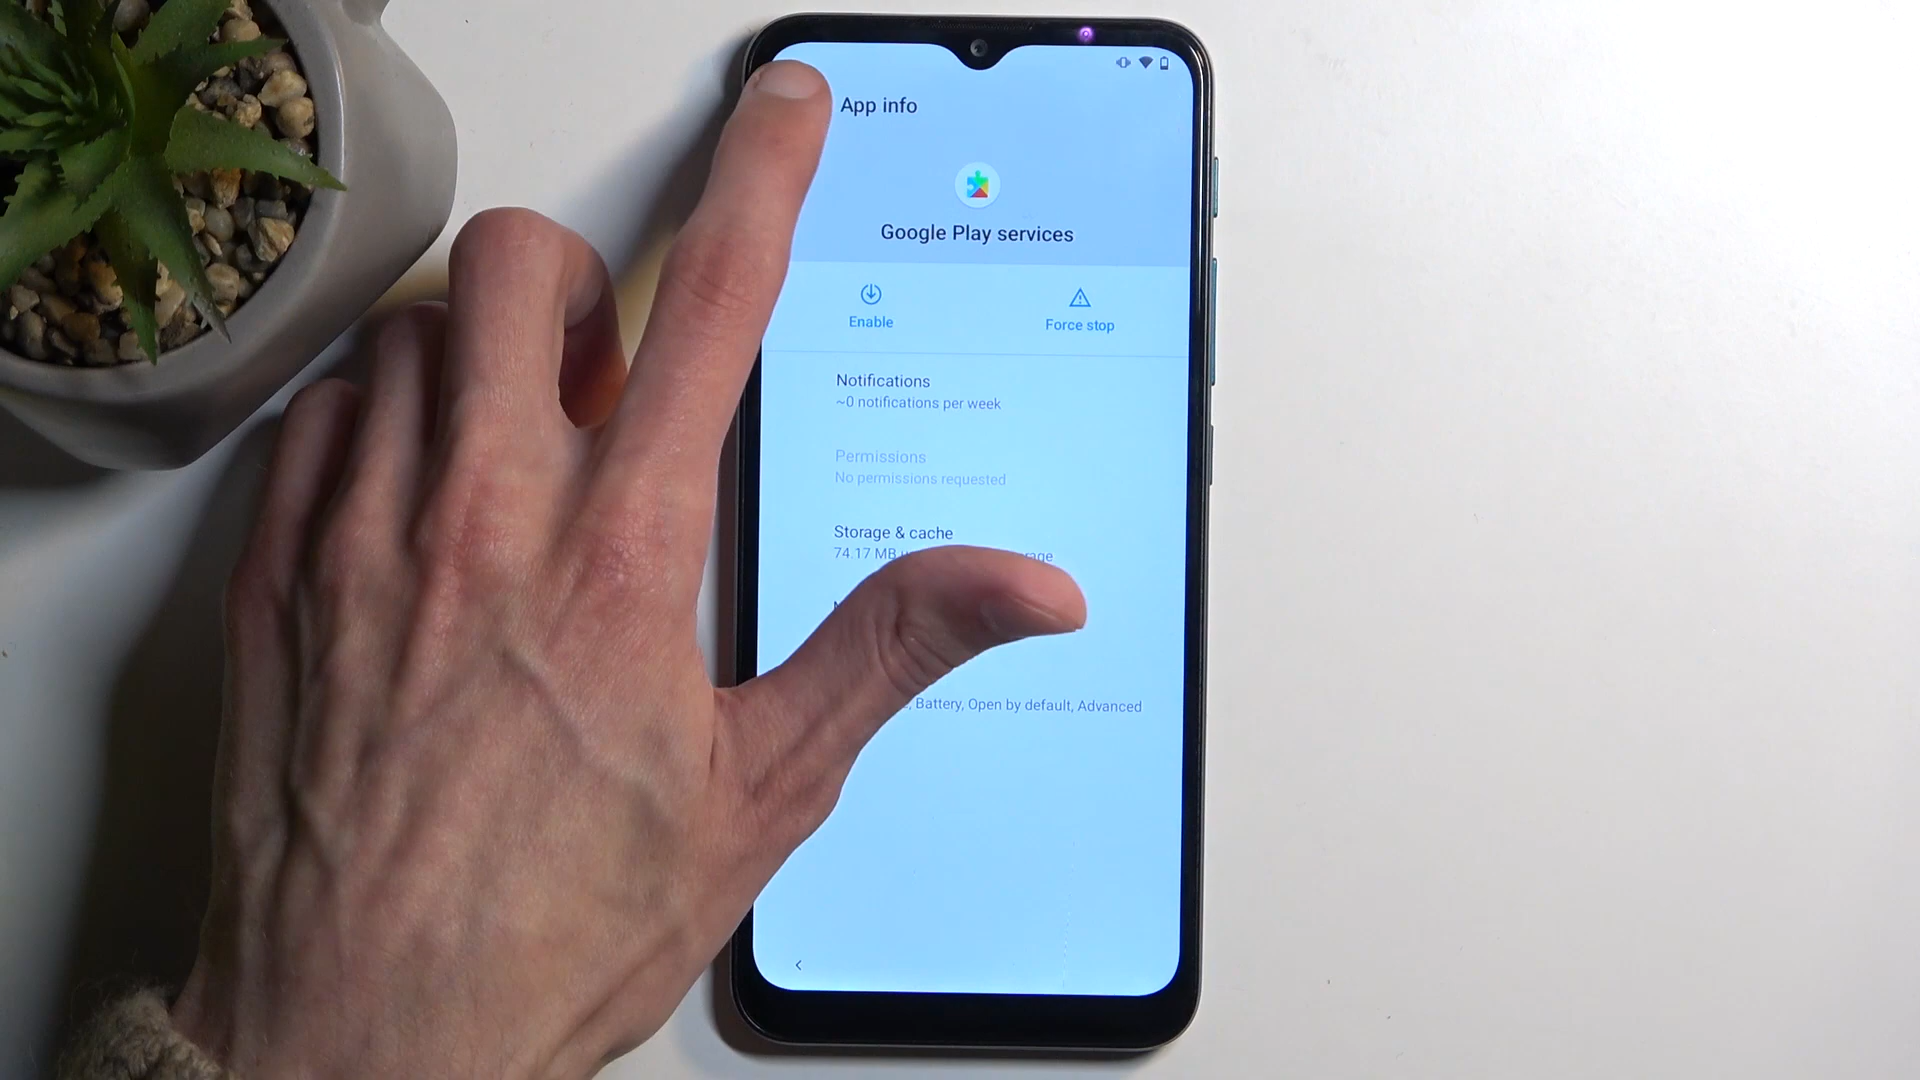 App info
Google Play services
Enable
Force stop
Notifications
~0 notifications per week
Permissions
No permissions requested
Storage & cache
74.17 MB
Battery, Open by default, Advanced